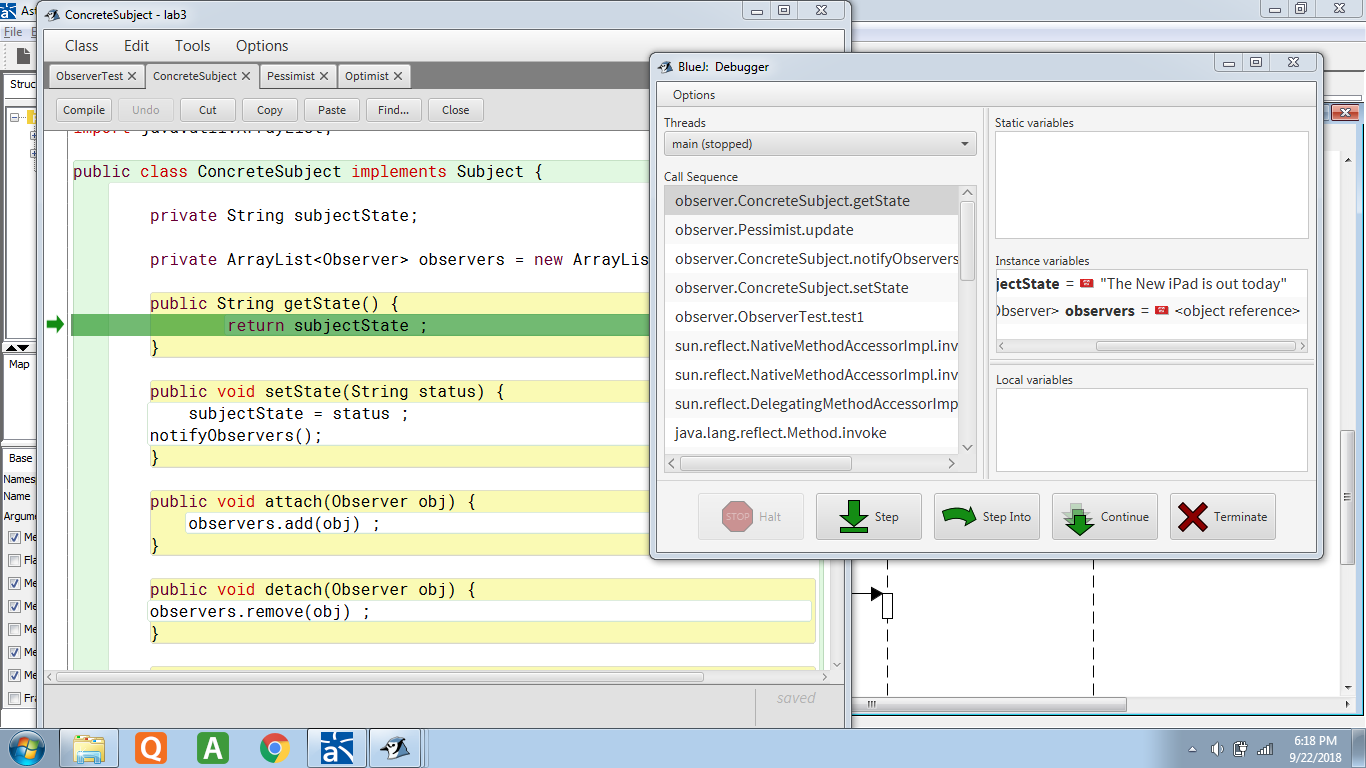 Ast
File
E
Struc
Map
Base
Names
Name
Argume
Me
Fla
Me
Me
Me
Me
Me
Fra
ConcreteSubject - lab3
Class Edit Tools Options
ObserverTest ConcreteSubject Pessimist Optimist
Compile Undo Cut Copy Paste Find... Close
import java.util.ArrayList;
public class ConcreteSubject implements Subject {
private String subjectState;
private ArrayList<Observer> observers = new ArrayLis
public String getState() {
return subjectState ;
}
public void setState(String status) {
subjectState = status ;
notifyObservers();
}
public void attach(Observer obj) {
observers.add(obj) ;
}
public void detach(Observer obj) {
observers.remove(obj) ;
}
saved
BlueJ: Debugger
Options
Threads
main (stopped)
Call Sequence
observer.ConcreteSubject.getState
observer.Pessimist.update
observer.ConcreteSubject.notifyObservers
observer.ConcreteSubject.setState
observer.ObserverTest.test1
sun.reflect.NativeMethodAccessorImpl.inv
sun.reflect.NativeMethodAccessorImpl.inv
sun.reflect.DelegatingMethodAccessorImp
java.lang.reflect.Method.invoke
Static variables
Instance variables
jectState = "The New iPad is out today"
Observer> observers = <object reference>
Local variables
STOP Halt
Step
Step Into
Continue
Terminate
Q
A
6:18 PM
9/22/2018